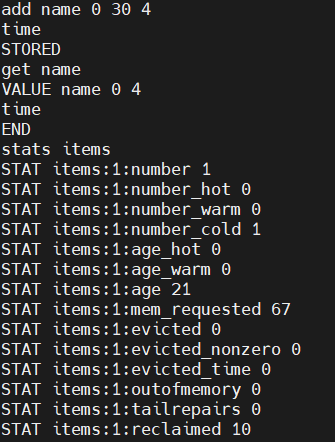 add name 0 30 4
time
STORED
get name
VALUE name 0 4
time
END
stats items
STAT items:1:number 1
STAT items:1:number_hot 0
STAT items:1:number_warm 0
STAT items:1:number_cold 1
STAT items:1:age_hot 0
STAT items:1:age_warm 0
STAT items:1:age 21
STAT items:1:mem_requested 67
STAT items:1:evicted 0
STAT items:1:evicted_nonzero 0
STAT items:1:evicted_time 0
STAT items:1:outofmemory 0
STAT items:1:tailrepairs 0
STAT items:1:reclaimed 10